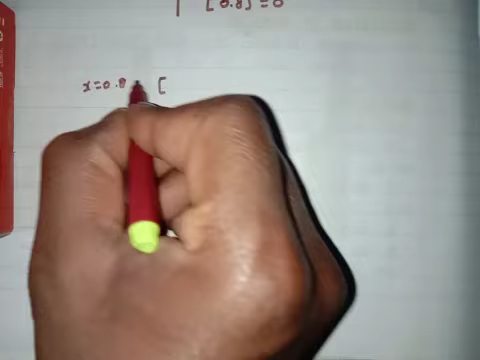 [0.8] = 0
x = 0.8 [